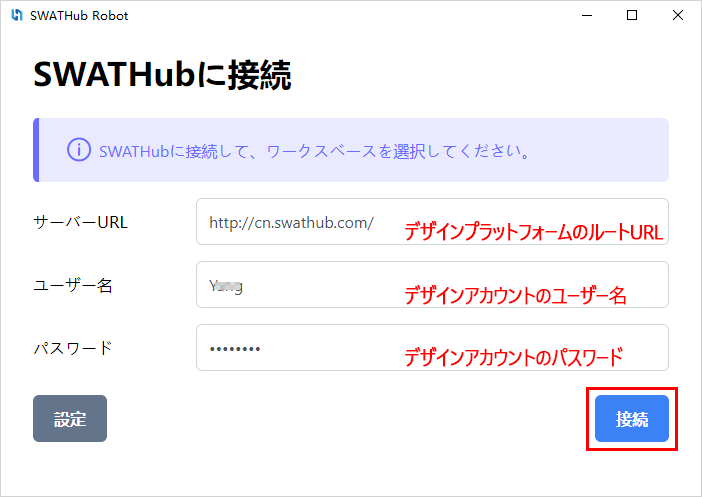 SWATHub Robot
SWATHubに接続
SWATHubに接続して、ワークスペースを選択してください。
サーバーURL
http://cn.swathub.com/ デザインプラットフォームのルートURL
ユーザー名
デザインアカウントのユーザー名
パスワード
•••••••• デザインアカウントのパスワード
設定 接続